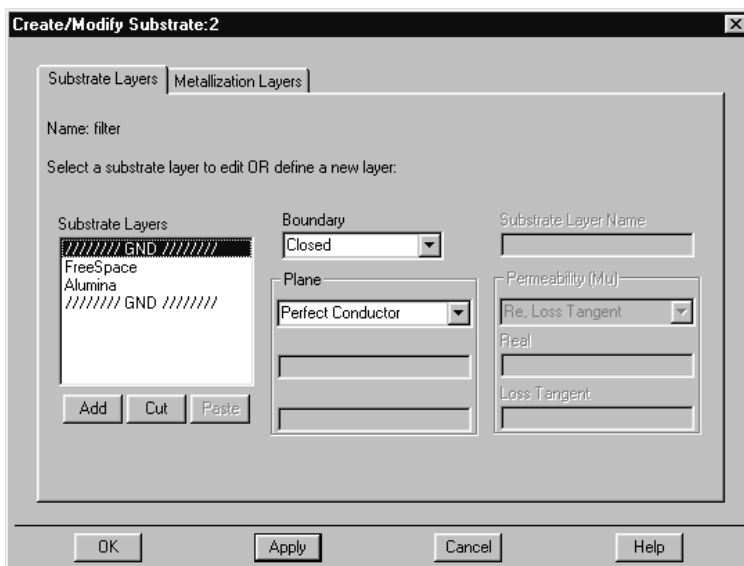 Create/Modify Substrate:2
Substrate Layers
Metallization Layers
Name: filter
Select a substrate layer to edit OR define a new layer:
Substrate Layers
//////// GND ////////
FreeSpace
Alumina
//////// GND ////////
Add
Cut
Paste
Boundary
Closed
Plane
Perfect Conductor
Substrate Layer Name
Permeability (Mu)
Re, Loss Tangent
Real
Loss Tangent
OK
Apply
Cancel
Help